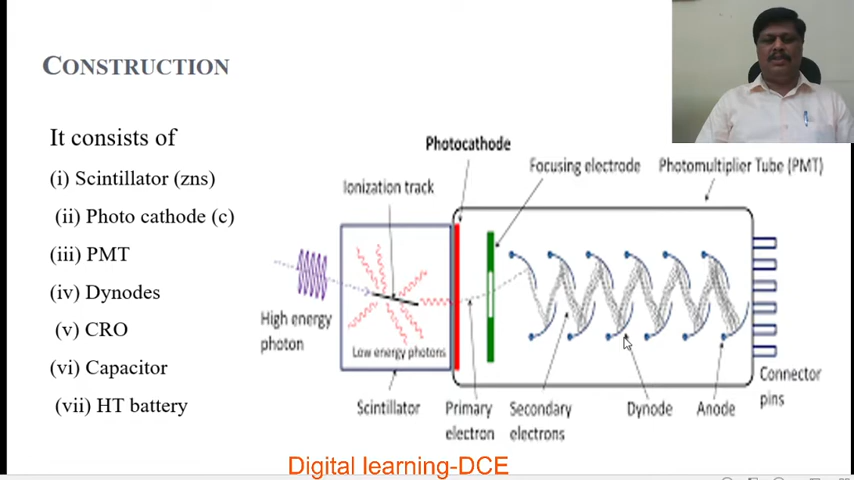 CONSTRUCTION
It consists of
(i) Scintillator (zns)
(ii) Photo cathode (c)
(iii) PMT
(iv) Dynodes
(v) CRO
(vi) Capacitor
(vii) HT battery
Photocathode
Focusing electrode
Photomultiplier Tube (PMT)
Ionization track
High energy
photon
Low energy photons
Scintillator
Primary
electron
Secondary
electrons
Dynode
Anode
Connector
pins
Digital learning-DCE